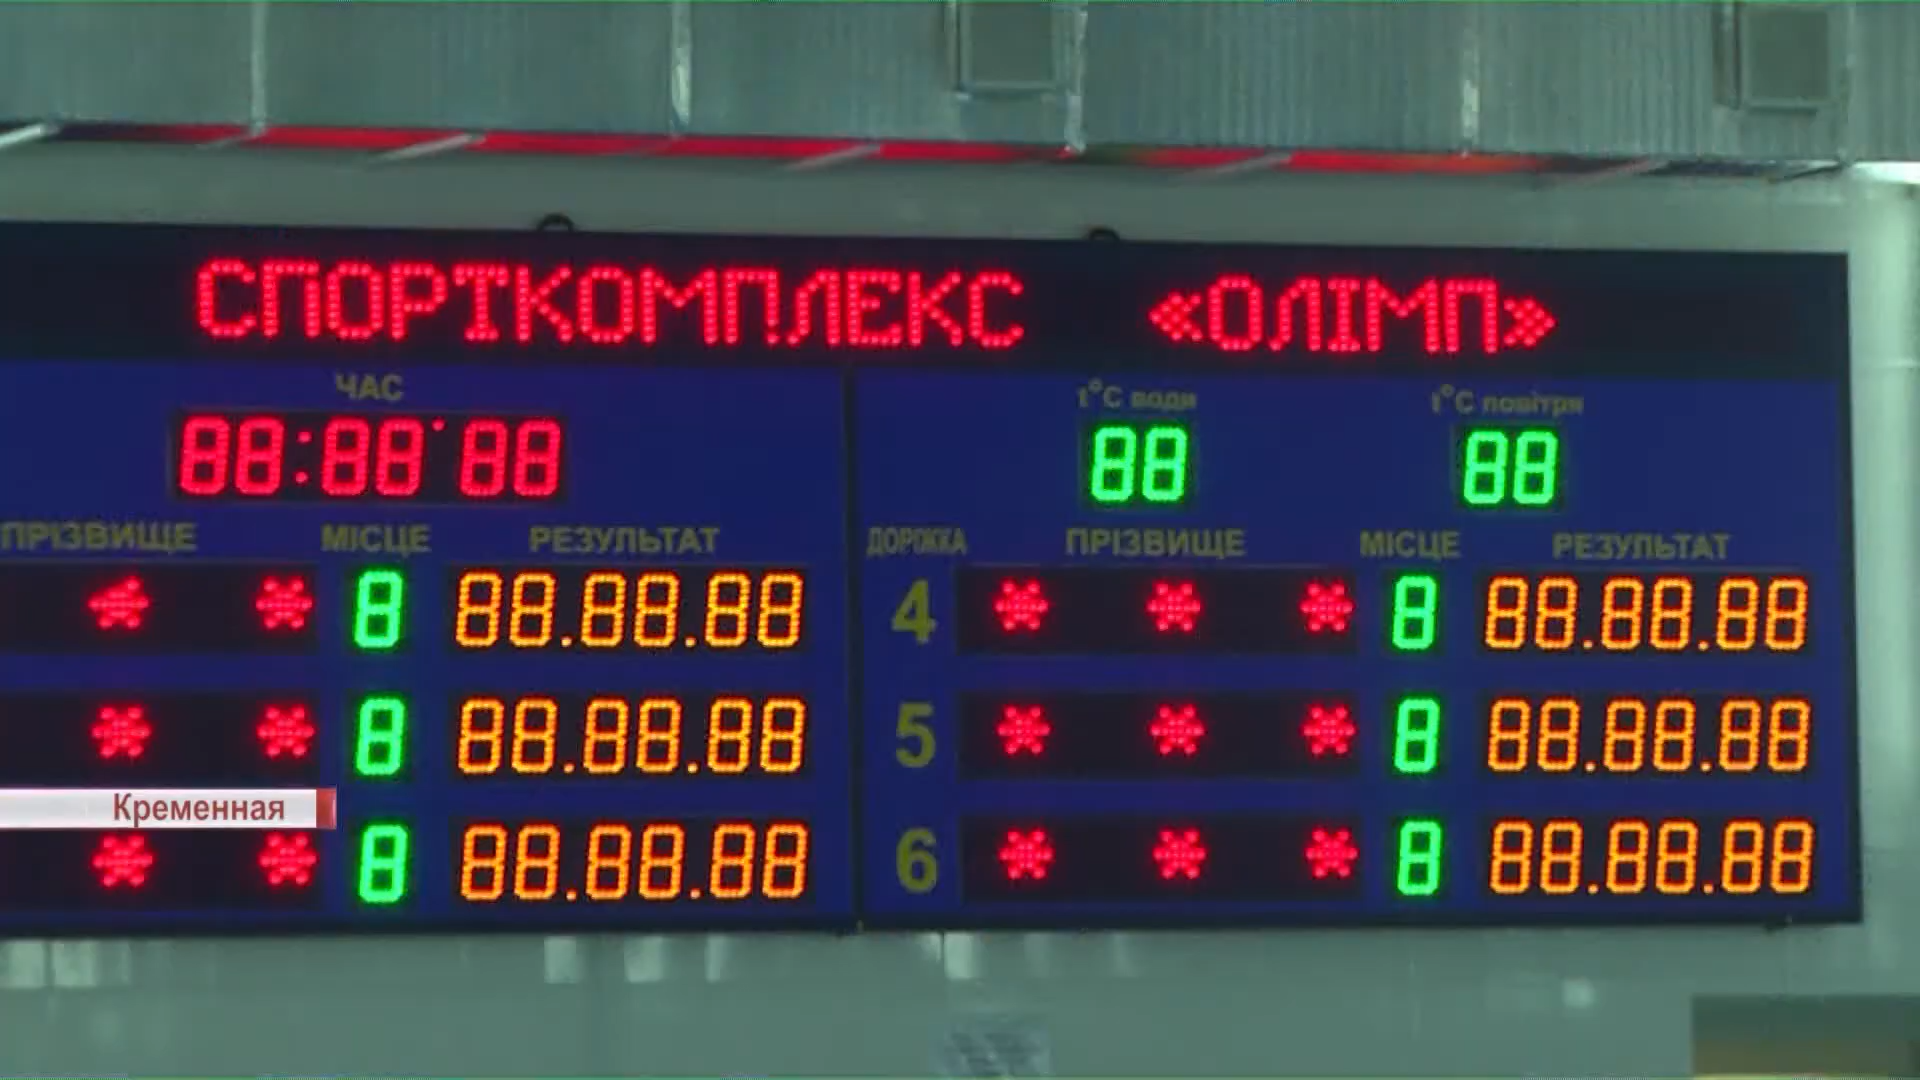 СПОРТКОМПЛЕКС «ОЛІМП»
ЧАС
88:88'88
t°C води t°C повітря
88 88
ПРІЗВИЩЕ МІСЦЕ РЕЗУЛЬТАТ ДОРІЖКА ПРІЗВИЩЕ МІСЦЕ РЕЗУЛЬТАТ
* * 8 88.88.88 4 * * * 8 88.88.88
* * 8 88.88.88 5 * * * 8 88.88.88
Кременная
* * 8 88.88.88 6 * * * 8 88.88.88